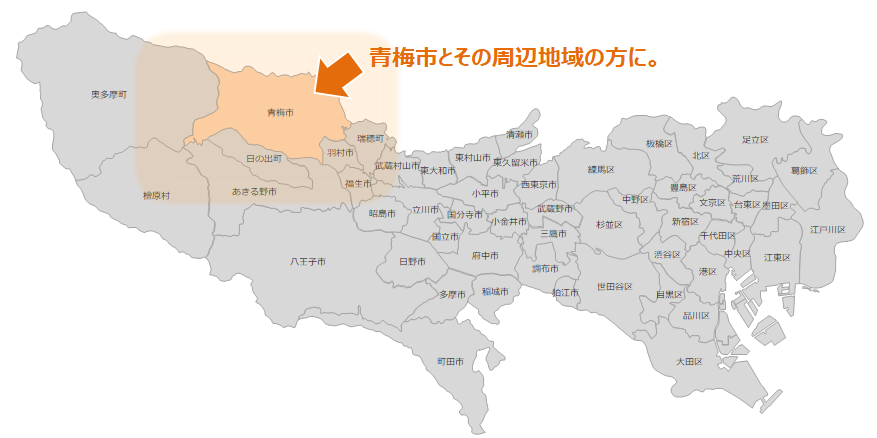 青梅市とその周辺地域の方に。
奥多摩町
青梅市
瑞穂町
羽村市
日の出町
武蔵村山市
福生市
あきる野市
檜原村
清瀬市
東村山市
東久留米市
東大和市
西東京市
小平市
昭島市
立川市
国分寺市
小金井市
武蔵野市
国立市
三鷹市
八王子市
日野市
府中市
調布市
多摩市
稲城市
狛江市
町田市
板橋区
足立区
北区
練馬区
葛飾区
荒川区
豊島区
中野区
文京区
台東区
墨田区
杉並区
新宿区
江戸川区
千代田区
渋谷区
中央区
江東区
港区
世田谷区
目黒区
品川区
大田区